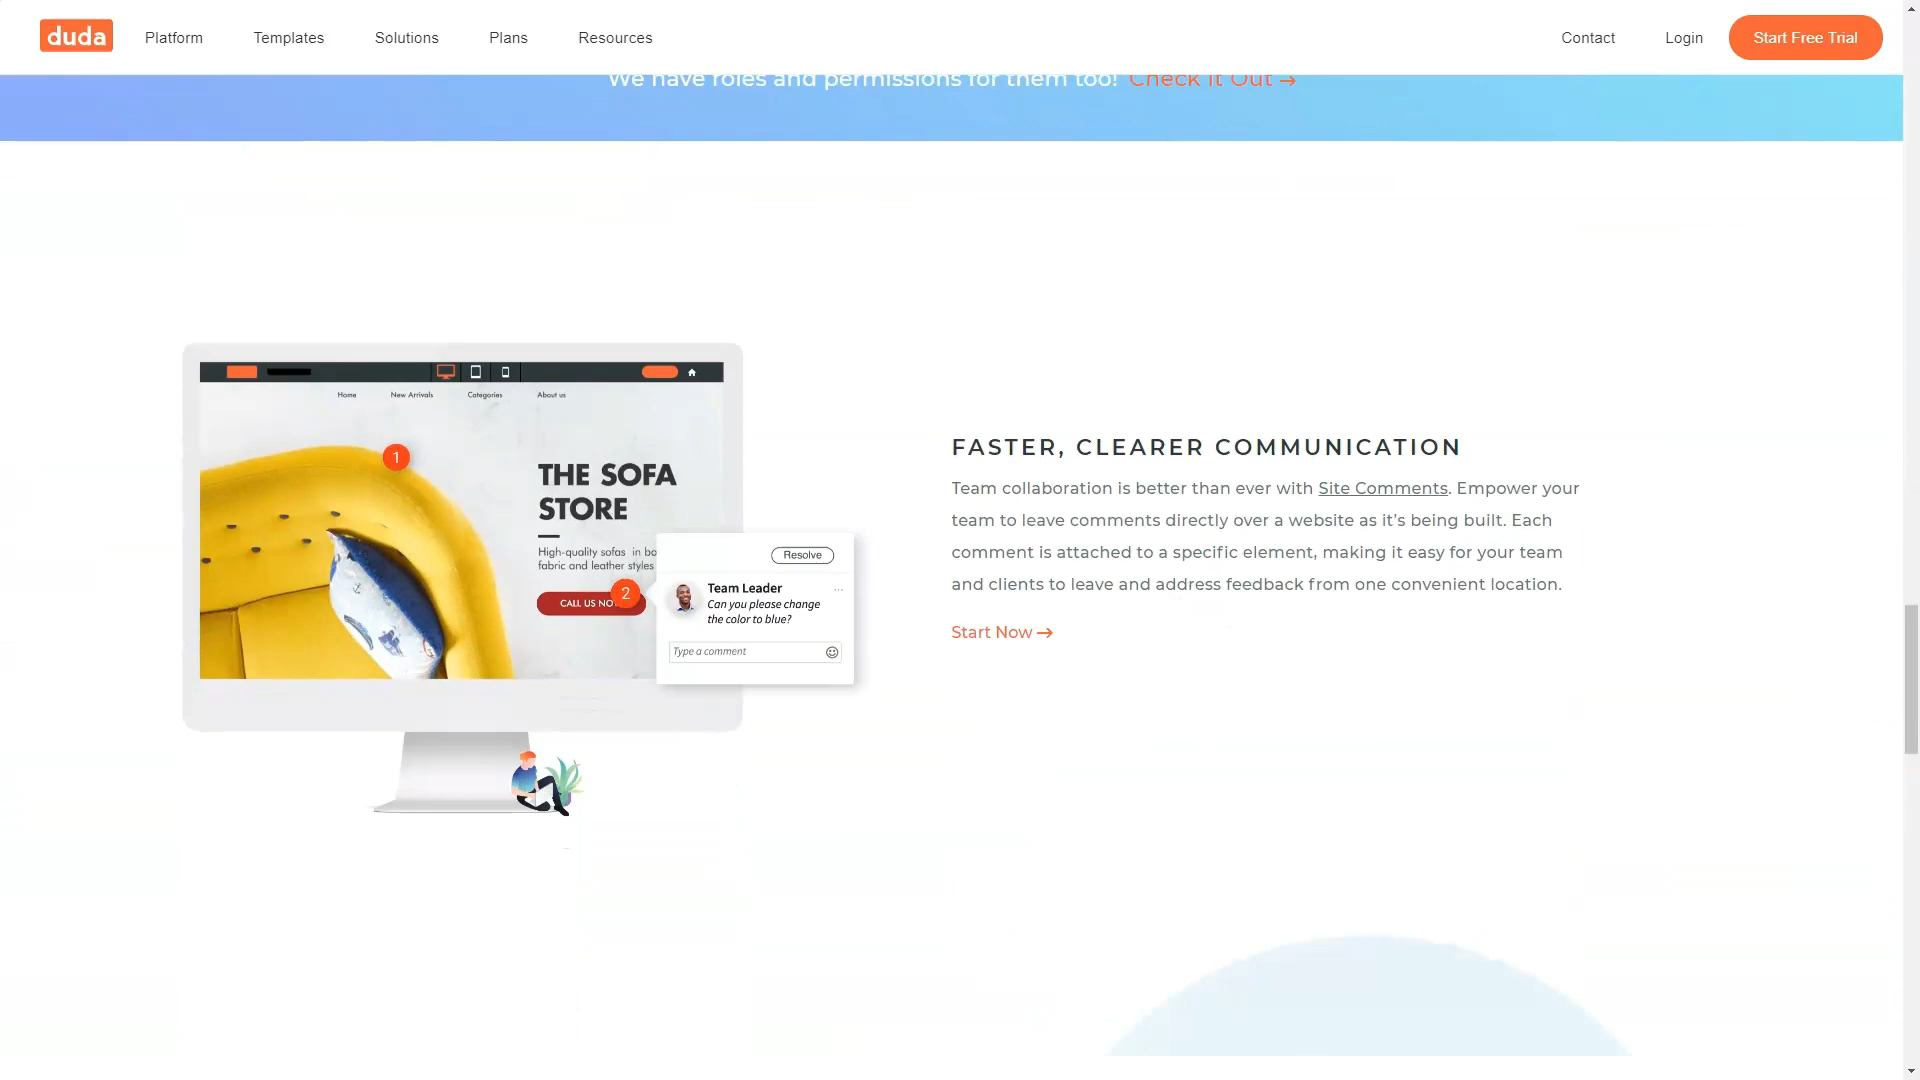 duda
Platform
Templates
Solutions
Plans
Resources
Contact
Login
Start Free Trial
We have roles and permissions for them too! Check It Out →
Home
New Arrivals
Categories
About us
1
THE SOFA
STORE
High-quality sofas in bo
fabric and leather styles
CALL US NO
2
Resolve
Team Leader
...
Can you please change
the color to blue?
Type a comment
FASTER, CLEARER COMMUNICATION
Team collaboration is better than ever with Site Comments. Empower your
team to leave comments directly over a website as it’s being built. Each
comment is attached to a specific element, making it easy for your team
and clients to leave and address feedback from one convenient location.
Start Now →